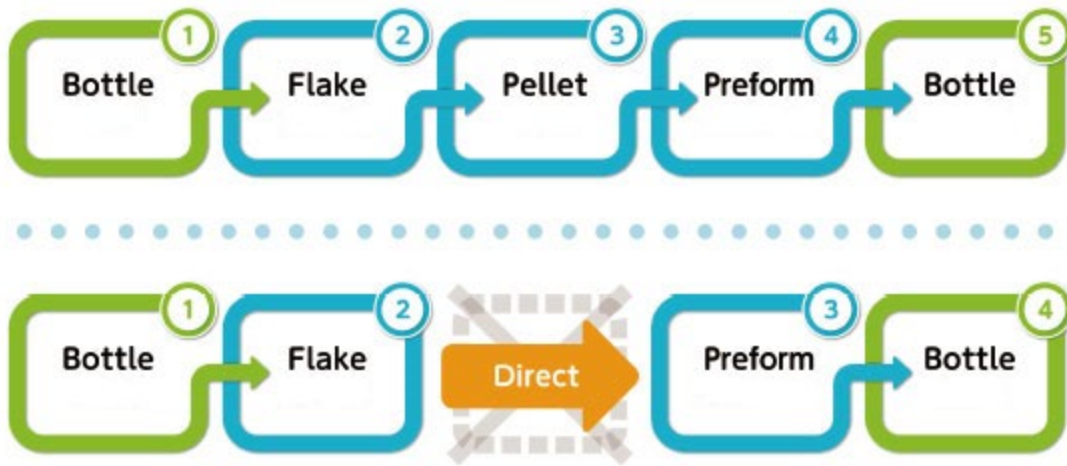 1
Bottle
2
Flake
3
Pellet
4
Preform
5
Bottle
1
Bottle
2
Flake
Direct
3
Preform
4
Bottle